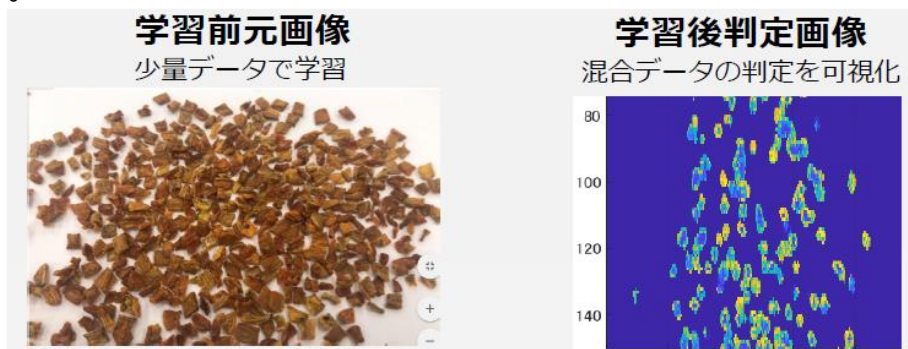 学習前元画像
少量データで学習
学習後判定画像
混合データの判定を可視化
80
100
120
140